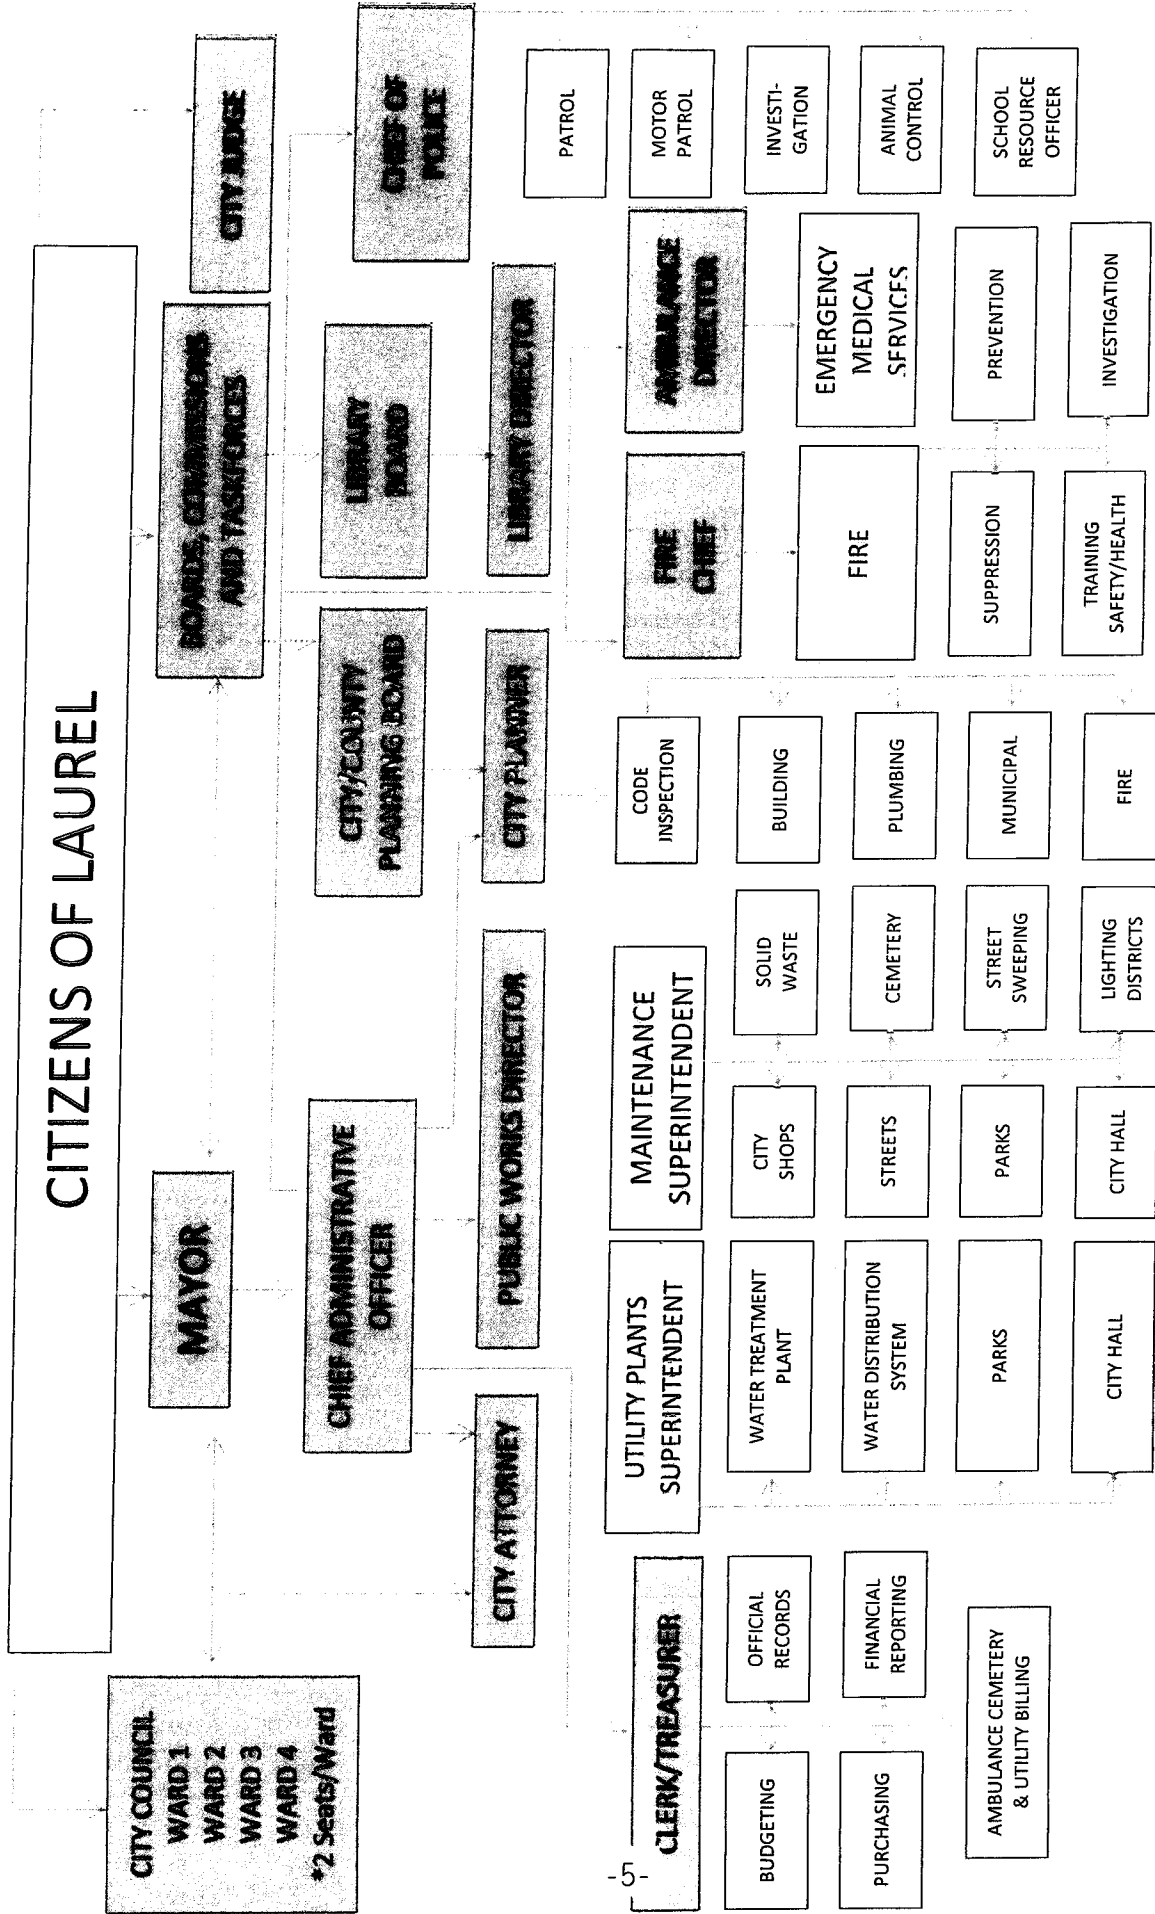 CITIZENS OF LAUREL
CITY COUNCIL
WARD 1
WARD 2
WARD 3
WARD 4
*2 Seats/Ward
MAYOR
BOARDS, COMMISSIONS
AND TASKFORCES
CITY JUDGE
CHIEF ADMINISTRATIVE
OFFICER
CITY/COUNTY
PLANNING BOARD
LIBRARY
BOARD
CHIEF OF
POLICE
CITY ATTORNEY
PUBLIC WORKS DIRECTOR
CITY PLANNER
LIBRARY DIRECTOR
PATROL
MOTOR
PATROL
INVESTI-
GATION
ANIMAL
CONTROL
SCHOOL
RESOURCE
OFFICER
CLERK/TREASURER
BUDGETING
OFFICIAL
RECORDS
PURCHASING
FINANCIAL
REPORTING
AMBULANCE CEMETERY
& UTILITY BILLING
UTILITY PLANTS
SUPERINTENDENT
WATER TREATMENT
PLANT
WATER DISTRIBUTION
SYSTEM
PARKS
CITY HALL
MAINTENANCE
SUPERINTENDENT
CITY
SHOPS
SOLID
WASTE
STREETS
CEMETERY
PARKS
STREET
SWEEPING
CITY HALL
LIGHTING
DISTRICTS
CODE
INSPECTION
BUILDING
PLUMBING
MUNICIPAL
FIRE
FIRE
CHIEF
FIRE
AMBULANCE
DIRECTOR
EMERGENCY
MEDICAL
SERVICES
SUPPRESSION
PREVENTION
TRAINING
SAFETY/HEALTH
INVESTIGATION
-5-